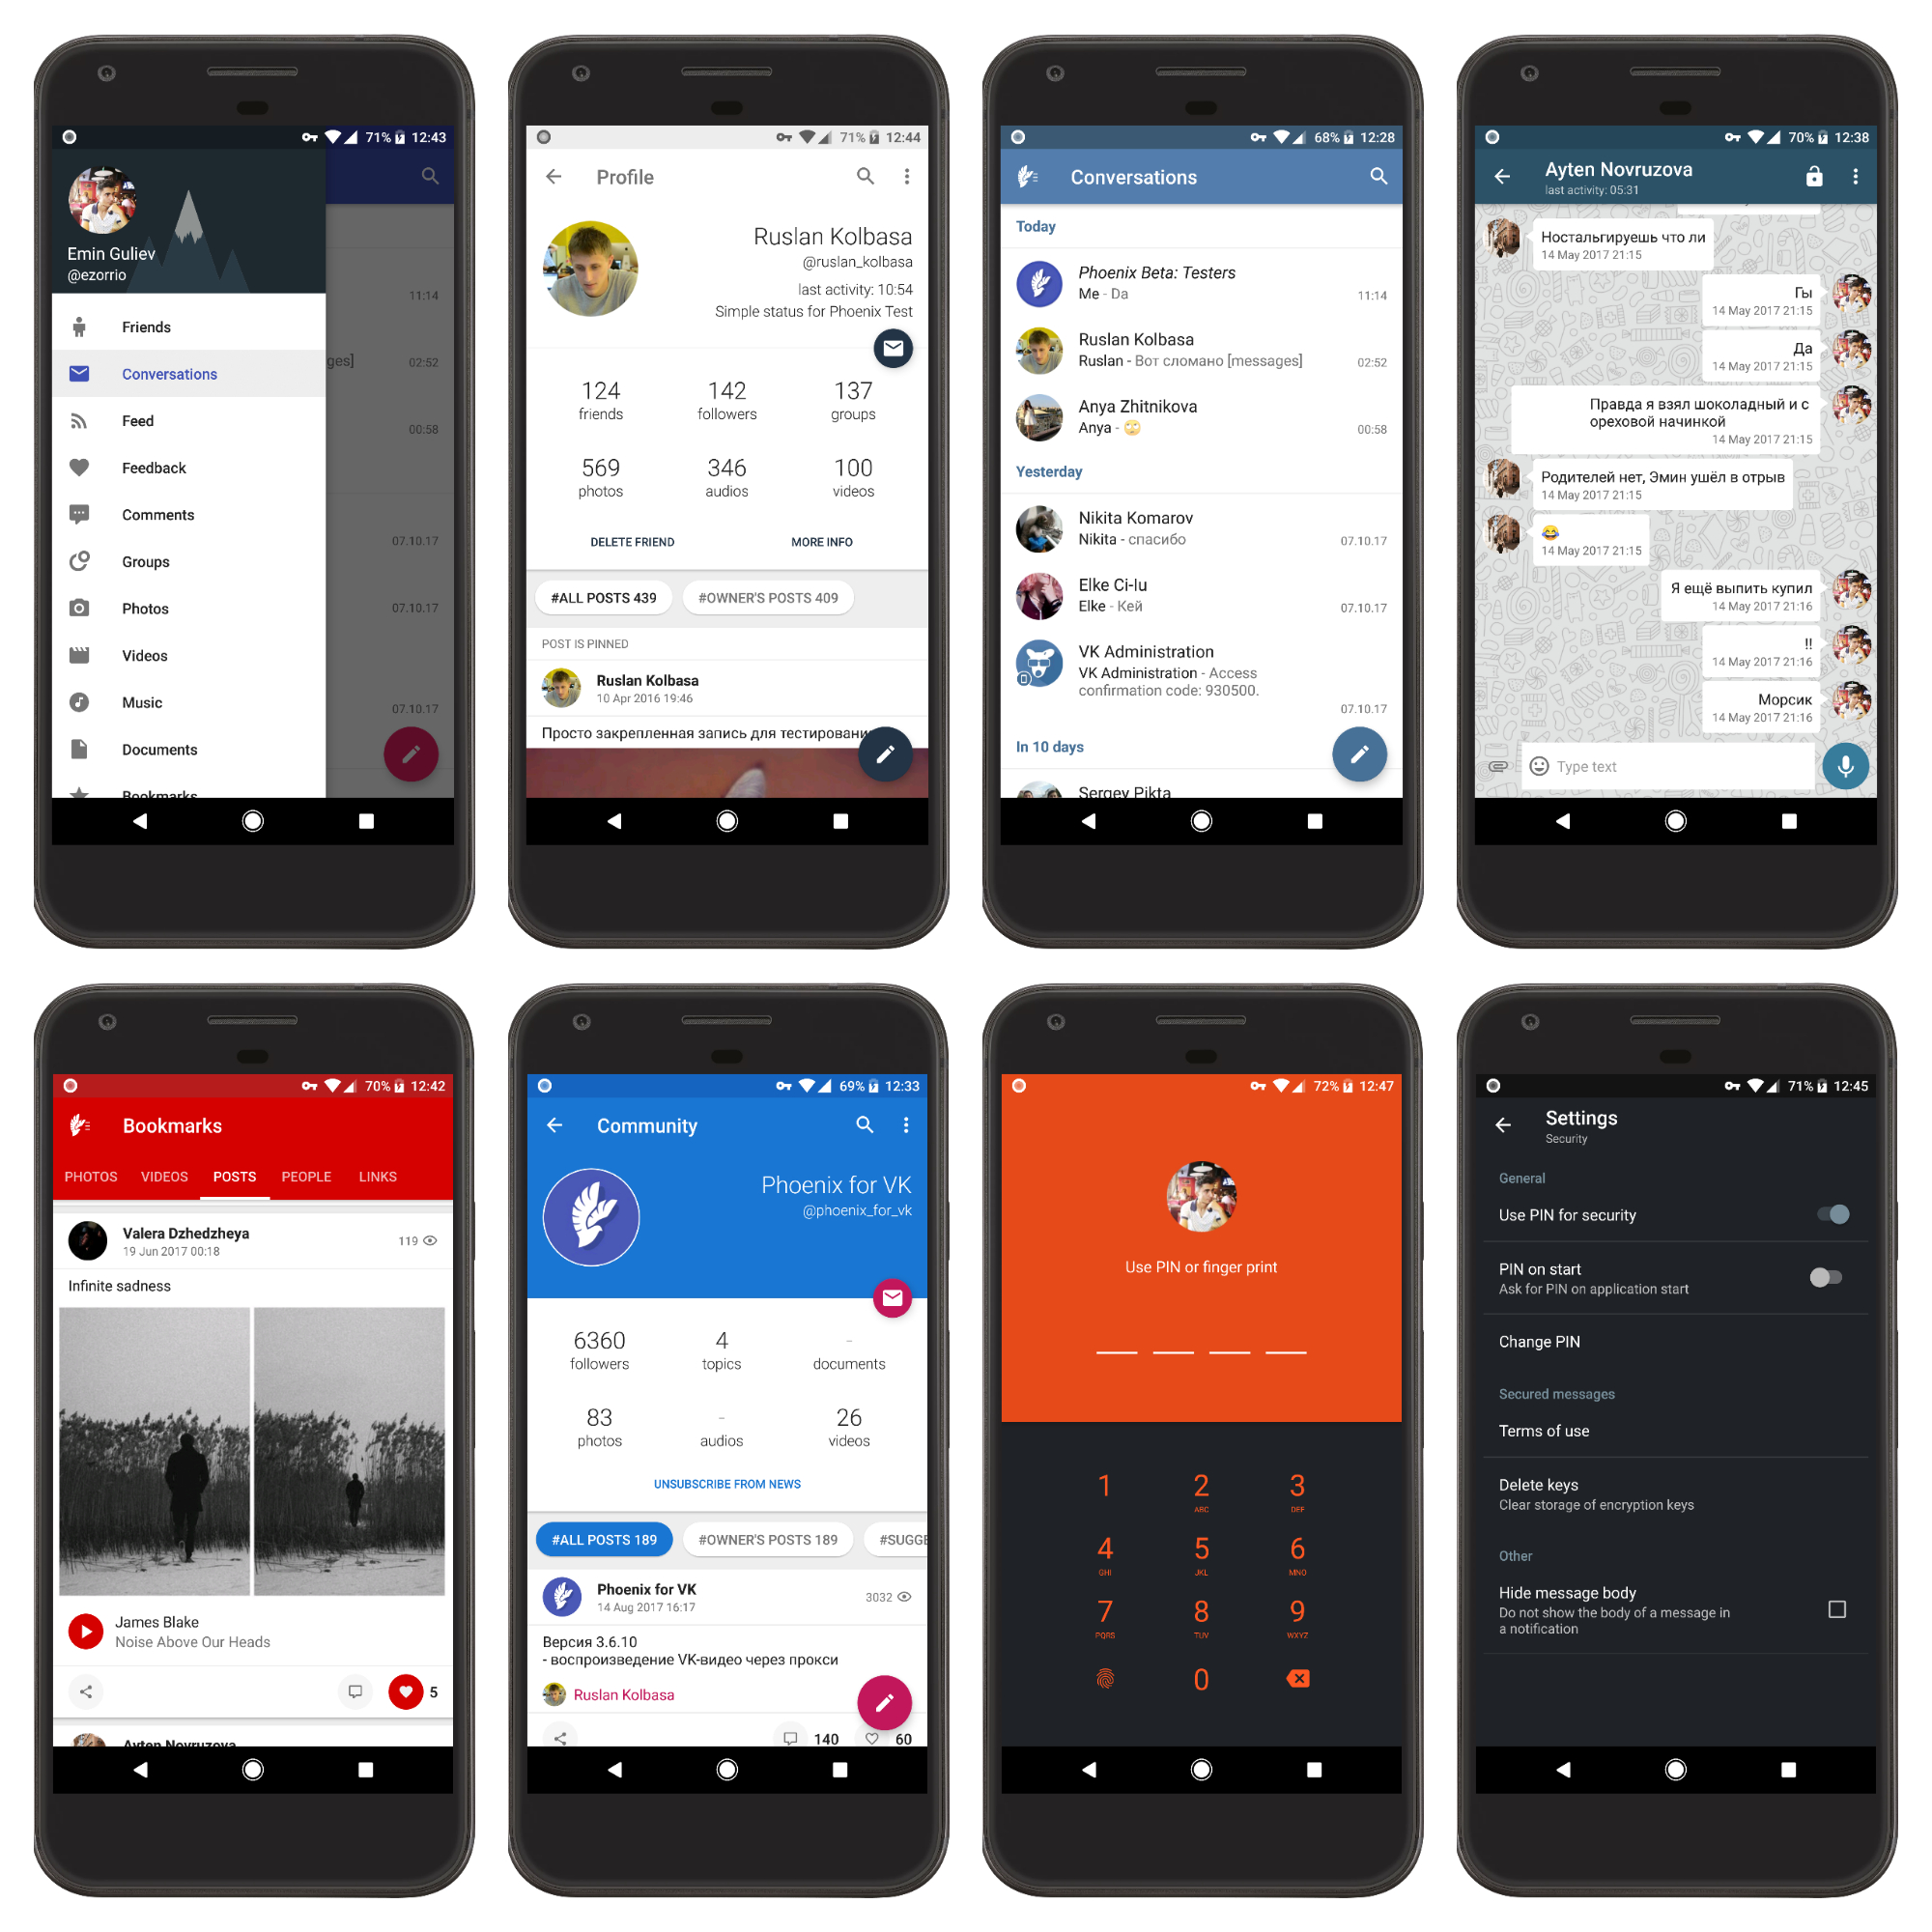 71% 12:43
Emin Guliev
@ezorrio
Friends
Conversations
Feed
Feedback
Comments
Groups
Photos
Videos
Music
Documents
Bookmarks
11:14
ges] 02:52
00:58
07.10.17
07.10.17
07.10.17
71% 12:44
Profile
Ruslan Kolbasa
@ruslan_kolbasa
last activity: 10:54
Simple status for Phoenix Test
124 142 137
friends followers groups
569 346 100
photos audios videos
DELETE FRIEND MORE INFO
#ALL POSTS 439 #OWNER'S POSTS 409
POST IS PINNED
Ruslan Kolbasa
10 Apr 2016 19:46
Просто закрепленная запись для тестировани
68% 12:28
Conversations
Today
Phoenix Beta: Testers
Me - Da 11:14
Ruslan Kolbasa
Ruslan - Вот сломано [messages] 02:52
Anya Zhitnikova
Anya - 🙄 00:58
Yesterday
Nikita Komarov
Nikita - спасибо 07.10.17
Elke Ci-lu
Elke - Кей 07.10.17
VK Administration
VK Administration - Access
confirmation code: 930500.
07.10.17
In 10 days
Sergey Pikta
70% 12:38
Ayten Novruzova
last activity: 05:31
Ностальгируешь что ли
14 May 2017 21:15
Гы
14 May 2017 21:15
Да
14 May 2017 21:15
Правда я взял шоколадный и с
ореховой начинкой
14 May 2017 21:15
Родителей нет, Эмин ушёл в отрыв
14 May 2017 21:15
😂
14 May 2017 21:15
Я ещё выпить купил
14 May 2017 21:16
!!
14 May 2017 21:16
Морсик
14 May 2017 21:16
Type text
70% 12:42
Bookmarks
PHOTOS VIDEOS POSTS PEOPLE LINKS
Valera Dzhedzheya
19 Jun 2017 00:18 119
Infinite sadness
James Blake
Noise Above Our Heads
5
Ayten Novruzova
69% 12:33
Community
Phoenix for VK
@phoenix_for_vk
6360 4 -
followers topics documents
83 - 26
photos audios videos
UNSUBSCRIBE FROM NEWS
#ALL POSTS 189 #OWNER'S POSTS 189 #SUGGE
Phoenix for VK
14 Aug 2017 16:17 3032
Версия 3.6.10
- воспроизведение VK-видео через прокси
Ruslan Kolbasa
140 60
72% 12:47
Use PIN or finger print
1 2 3
ABC DEF
4 5 6
GHI JKL MNO
7 8 9
PQRS TUV WXYZ
0
71% 12:45
Settings
Security
General
Use PIN for security
PIN on start
Ask for PIN on application start
Change PIN
Secured messages
Terms of use
Delete keys
Clear storage of encryption keys
Other
Hide message body
Do not show the body of a message in
a notification